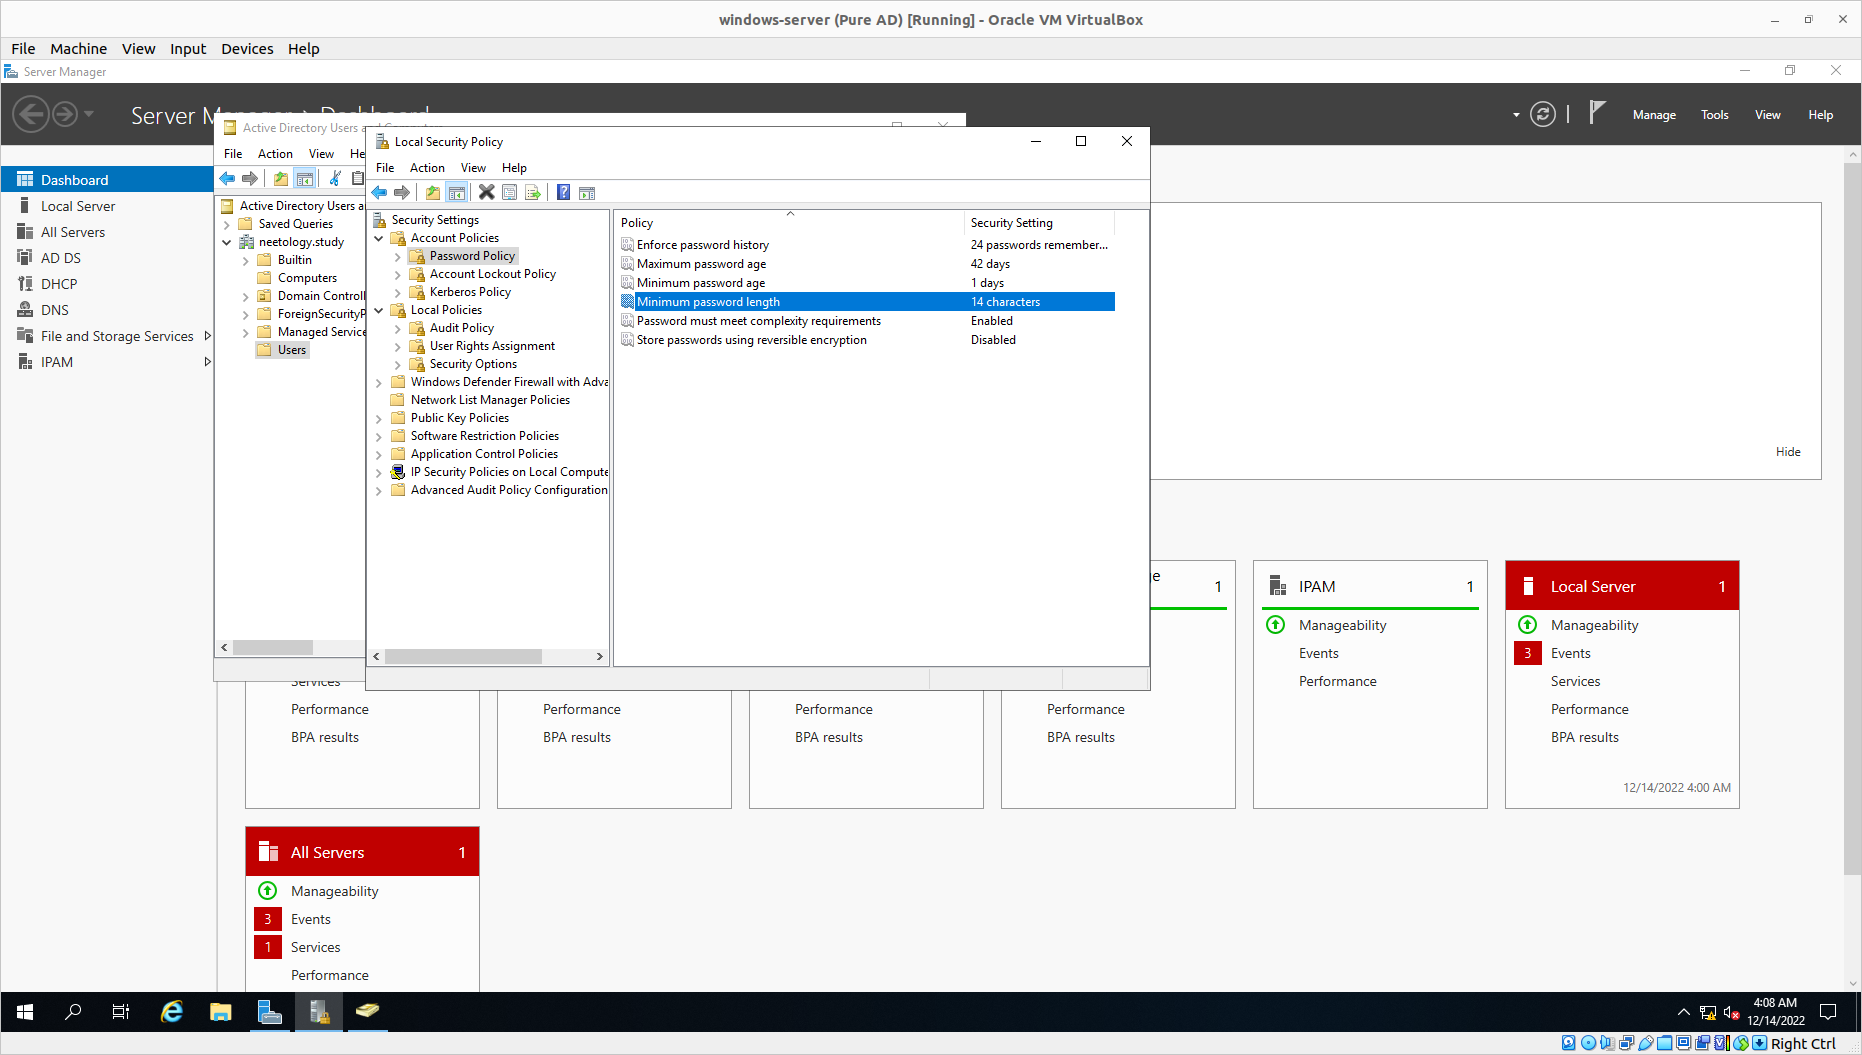 windows-server (Pure AD) [Running] - Oracle VM VirtualBox
File Machine View Input Devices Help
Server Manager
Server Manager Dashboard
Manage Tools View Help
Active Directory Users and
File Action View He
Local Security Policy
File Action View Help
Dashboard
Local Server
All Servers
AD DS
DHCP
DNS
File and Storage Services
IPAM
Active Directory Users a
Saved Queries
neetology.study
Builtin
Computers
Domain Controll
ForeignSecurityP
Managed Service
Users
Security Settings
Account Policies
Password Policy
Account Lockout Policy
Kerberos Policy
Local Policies
Audit Policy
User Rights Assignment
Security Options
Windows Defender Firewall with Adva
Network List Manager Policies
Public Key Policies
Software Restriction Policies
Application Control Policies
IP Security Policies on Local Compute
Advanced Audit Policy Configuration
Policy Security Setting
Enforce password history 24 passwords remember...
Maximum password age 42 days
Minimum password age 1 days
Minimum password length 14 characters
Password must meet complexity requirements Enabled
Store passwords using reversible encryption Disabled
Hide
Services
Performance
BPA results
Performance
BPA results
Performance
BPA results
1
Performance
BPA results
IPAM 1
Manageability
Events
Performance
Local Server 1
Manageability
3 Events
Services
Performance
BPA results
12/14/2022 4:00 AM
All Servers 1
Manageability
3 Events
1 Services
Performance
4:08 AM
12/14/2022
Right Ctrl